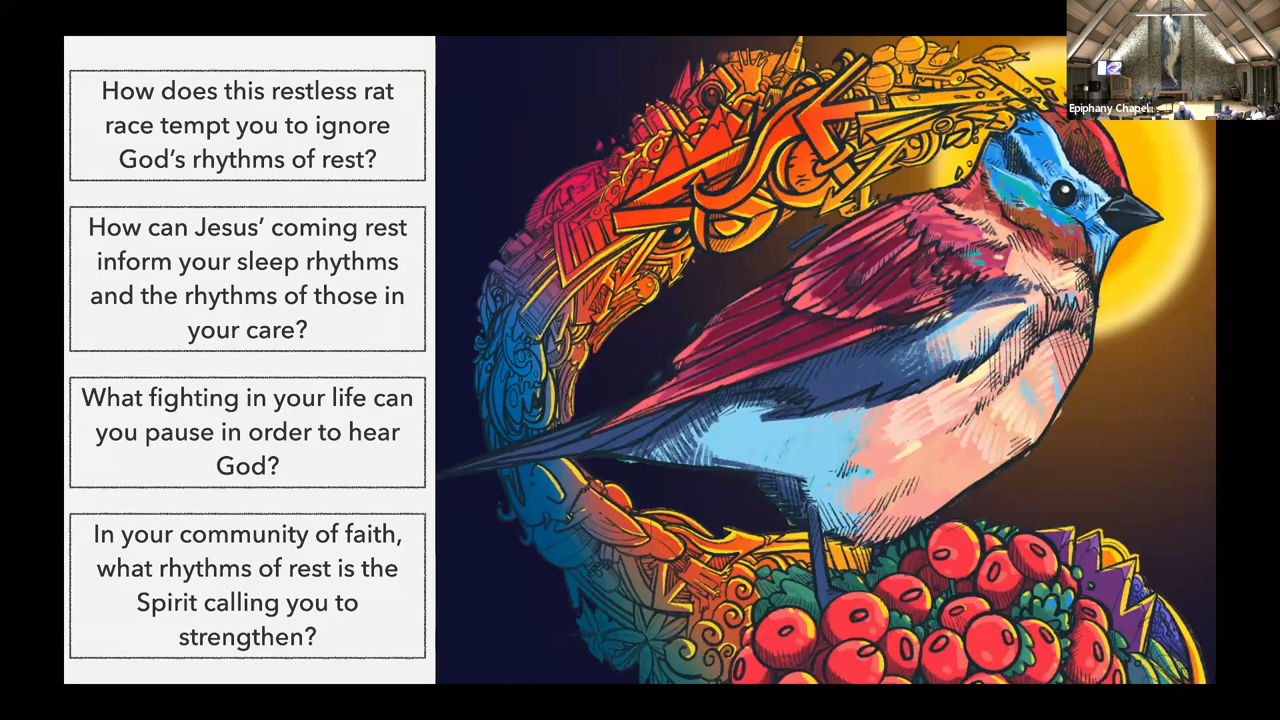 How does this restless rat
race tempt you to ignore
God’s rhythms of rest?
How can Jesus’ coming rest
inform your sleep rhythms
and the rhythms of those in
your care?
What fighting in your life can
you pause in order to hear
God?
In your community of faith,
what rhythms of rest is the
Spirit calling you to
strengthen?
Epiphany Chapel